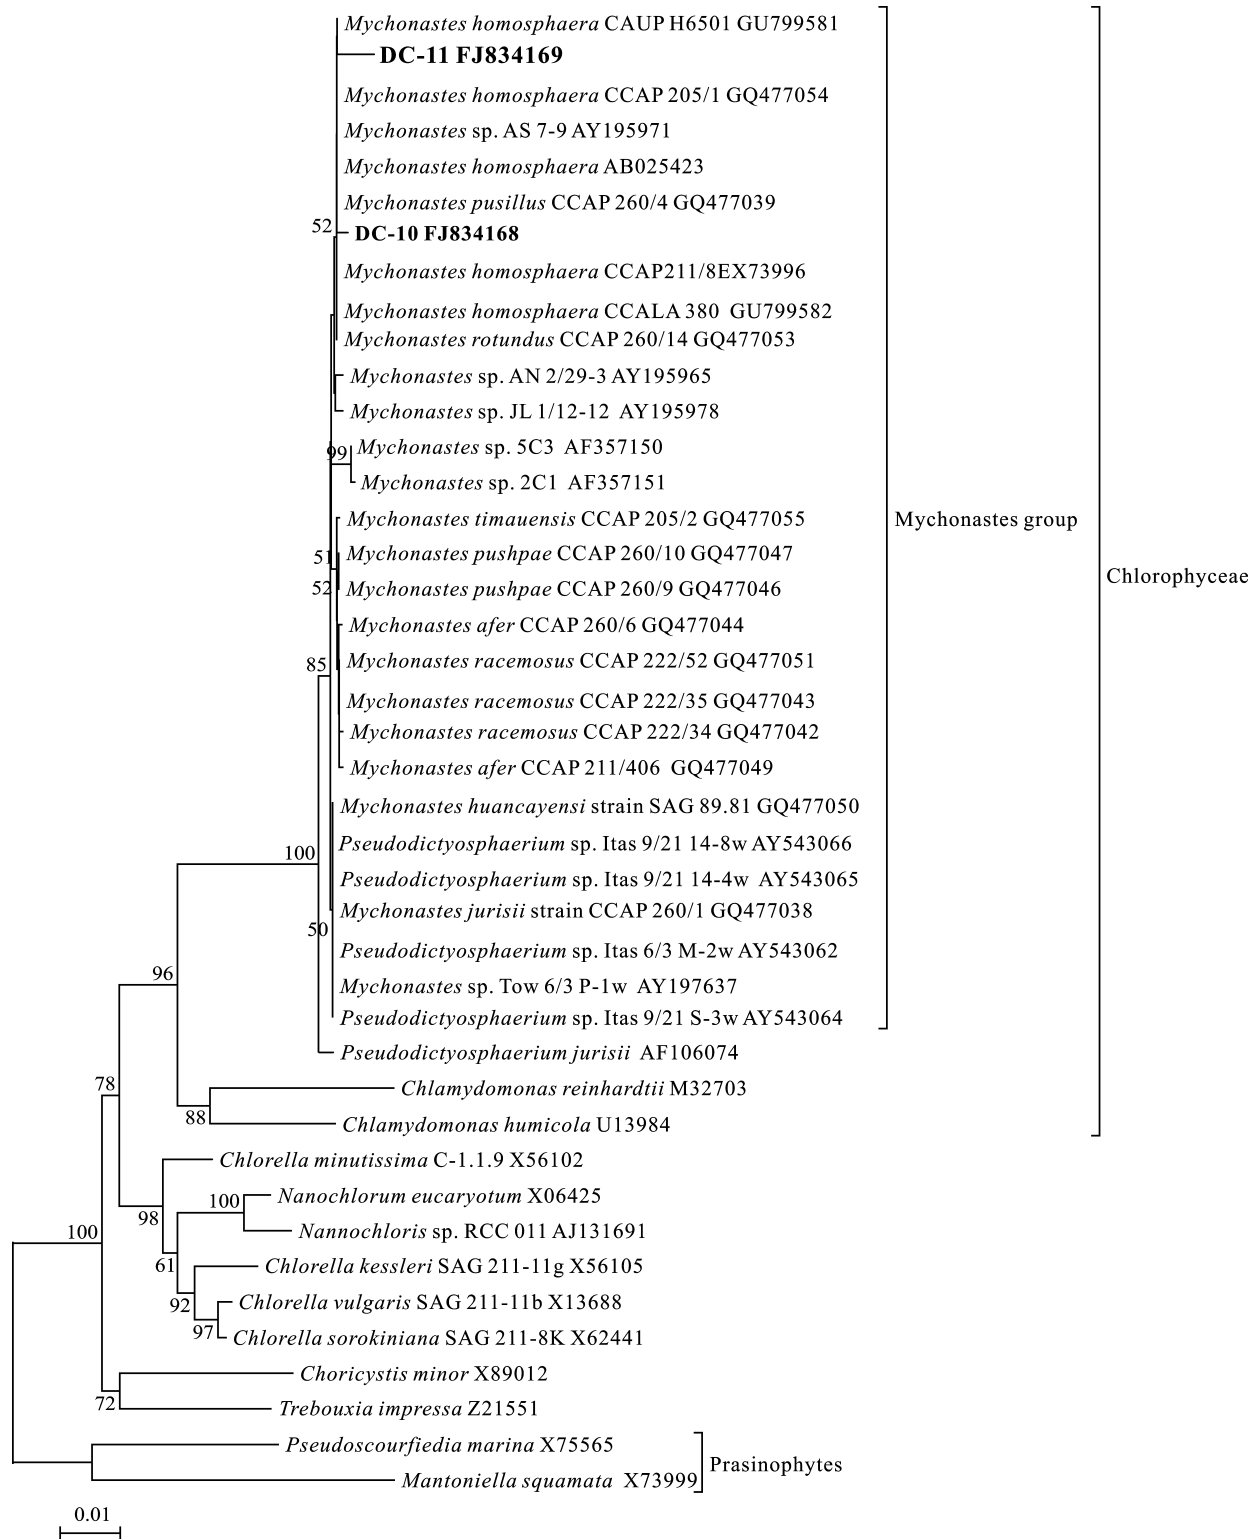 Mychonastes homosphaera CAUP H6501 GU799581
DC-11 FJ834169
Mychonastes homosphaera CCAP 205/1 GQ477054
Mychonastes sp. AS 7-9 AY195971
Mychonastes homosphaera AB025423
Mychonastes pusillus CCAP 260/4 GQ477039
52
DC-10 FJ834168
Mychonastes homosphaera CCAP211/8EX73996
Mychonastes homosphaera CCALA 380 GU799582
Mychonastes rotundus CCAP 260/14 GQ477053
Mychonastes sp. AN 2/29-3 AY195965
Mychonastes sp. JL 1/12-12 AY195978
99
Mychonastes sp. 5C3 AF357150
Mychonastes sp. 2C1 AF357151
Mychonastes timauensis CCAP 205/2 GQ477055
Mychonastes group
51
Mychonastes pushpae CCAP 260/10 GQ477047
Chlorophyceae
52
Mychonastes pushpae CCAP 260/9 GQ477046
Mychonastes afer CCAP 260/6 GQ477044
85
Mychonastes racemosus CCAP 222/52 GQ477051
Mychonastes racemosus CCAP 222/35 GQ477043
Mychonastes racemosus CCAP 222/34 GQ477042
Mychonastes afer CCAP 211/406 GQ477049
Mychonastes huancayensi strain SAG 89.81 GQ477050
Pseudodictyosphaerium sp. Itas 9/21 14-8w AY543066
100
Pseudodictyosphaerium sp. Itas 9/21 14-4w AY543065
Mychonastes jurisii strain CCAP 260/1 GQ477038
50
Pseudodictyosphaerium sp. Itas 6/3 M-2w AY543062
96
Mychonastes sp. Tow 6/3 P-1w AY197637
Pseudodictyosphaerium sp. Itas 9/21 S-3w AY543064
Pseudodictyosphaerium jurisii AF106074
78
Chlamydomonas reinhardtii M32703
88
Chlamydomonas humicola U13984
Chlorella minutissima C-1.1.9 X56102
Nanochlorum eucaryotum X06425
100
98
Nannochloris sp. RCC 011 AJ131691
100
61
Chlorella kessleri SAG 211-11g X56105
92
Chlorella vulgaris SAG 211-11b X13688
97
Chlorella sorokiniana SAG 211-8K X62441
Choricystis minor X89012
72
Trebouxia impressa Z21551
Pseudoscourfiedia marina X75565
Prasinophytes
Mantoniella squamata X73999
0.01